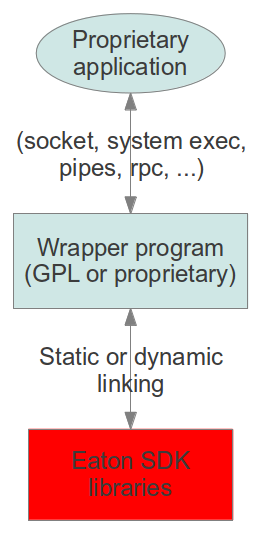 Proprietary
application
(socket, system exec,
pipes, rpc, ...)
Wrapper program
(GPL or proprietary)
Static or dynamic
linking
Eaton SDK
libraries